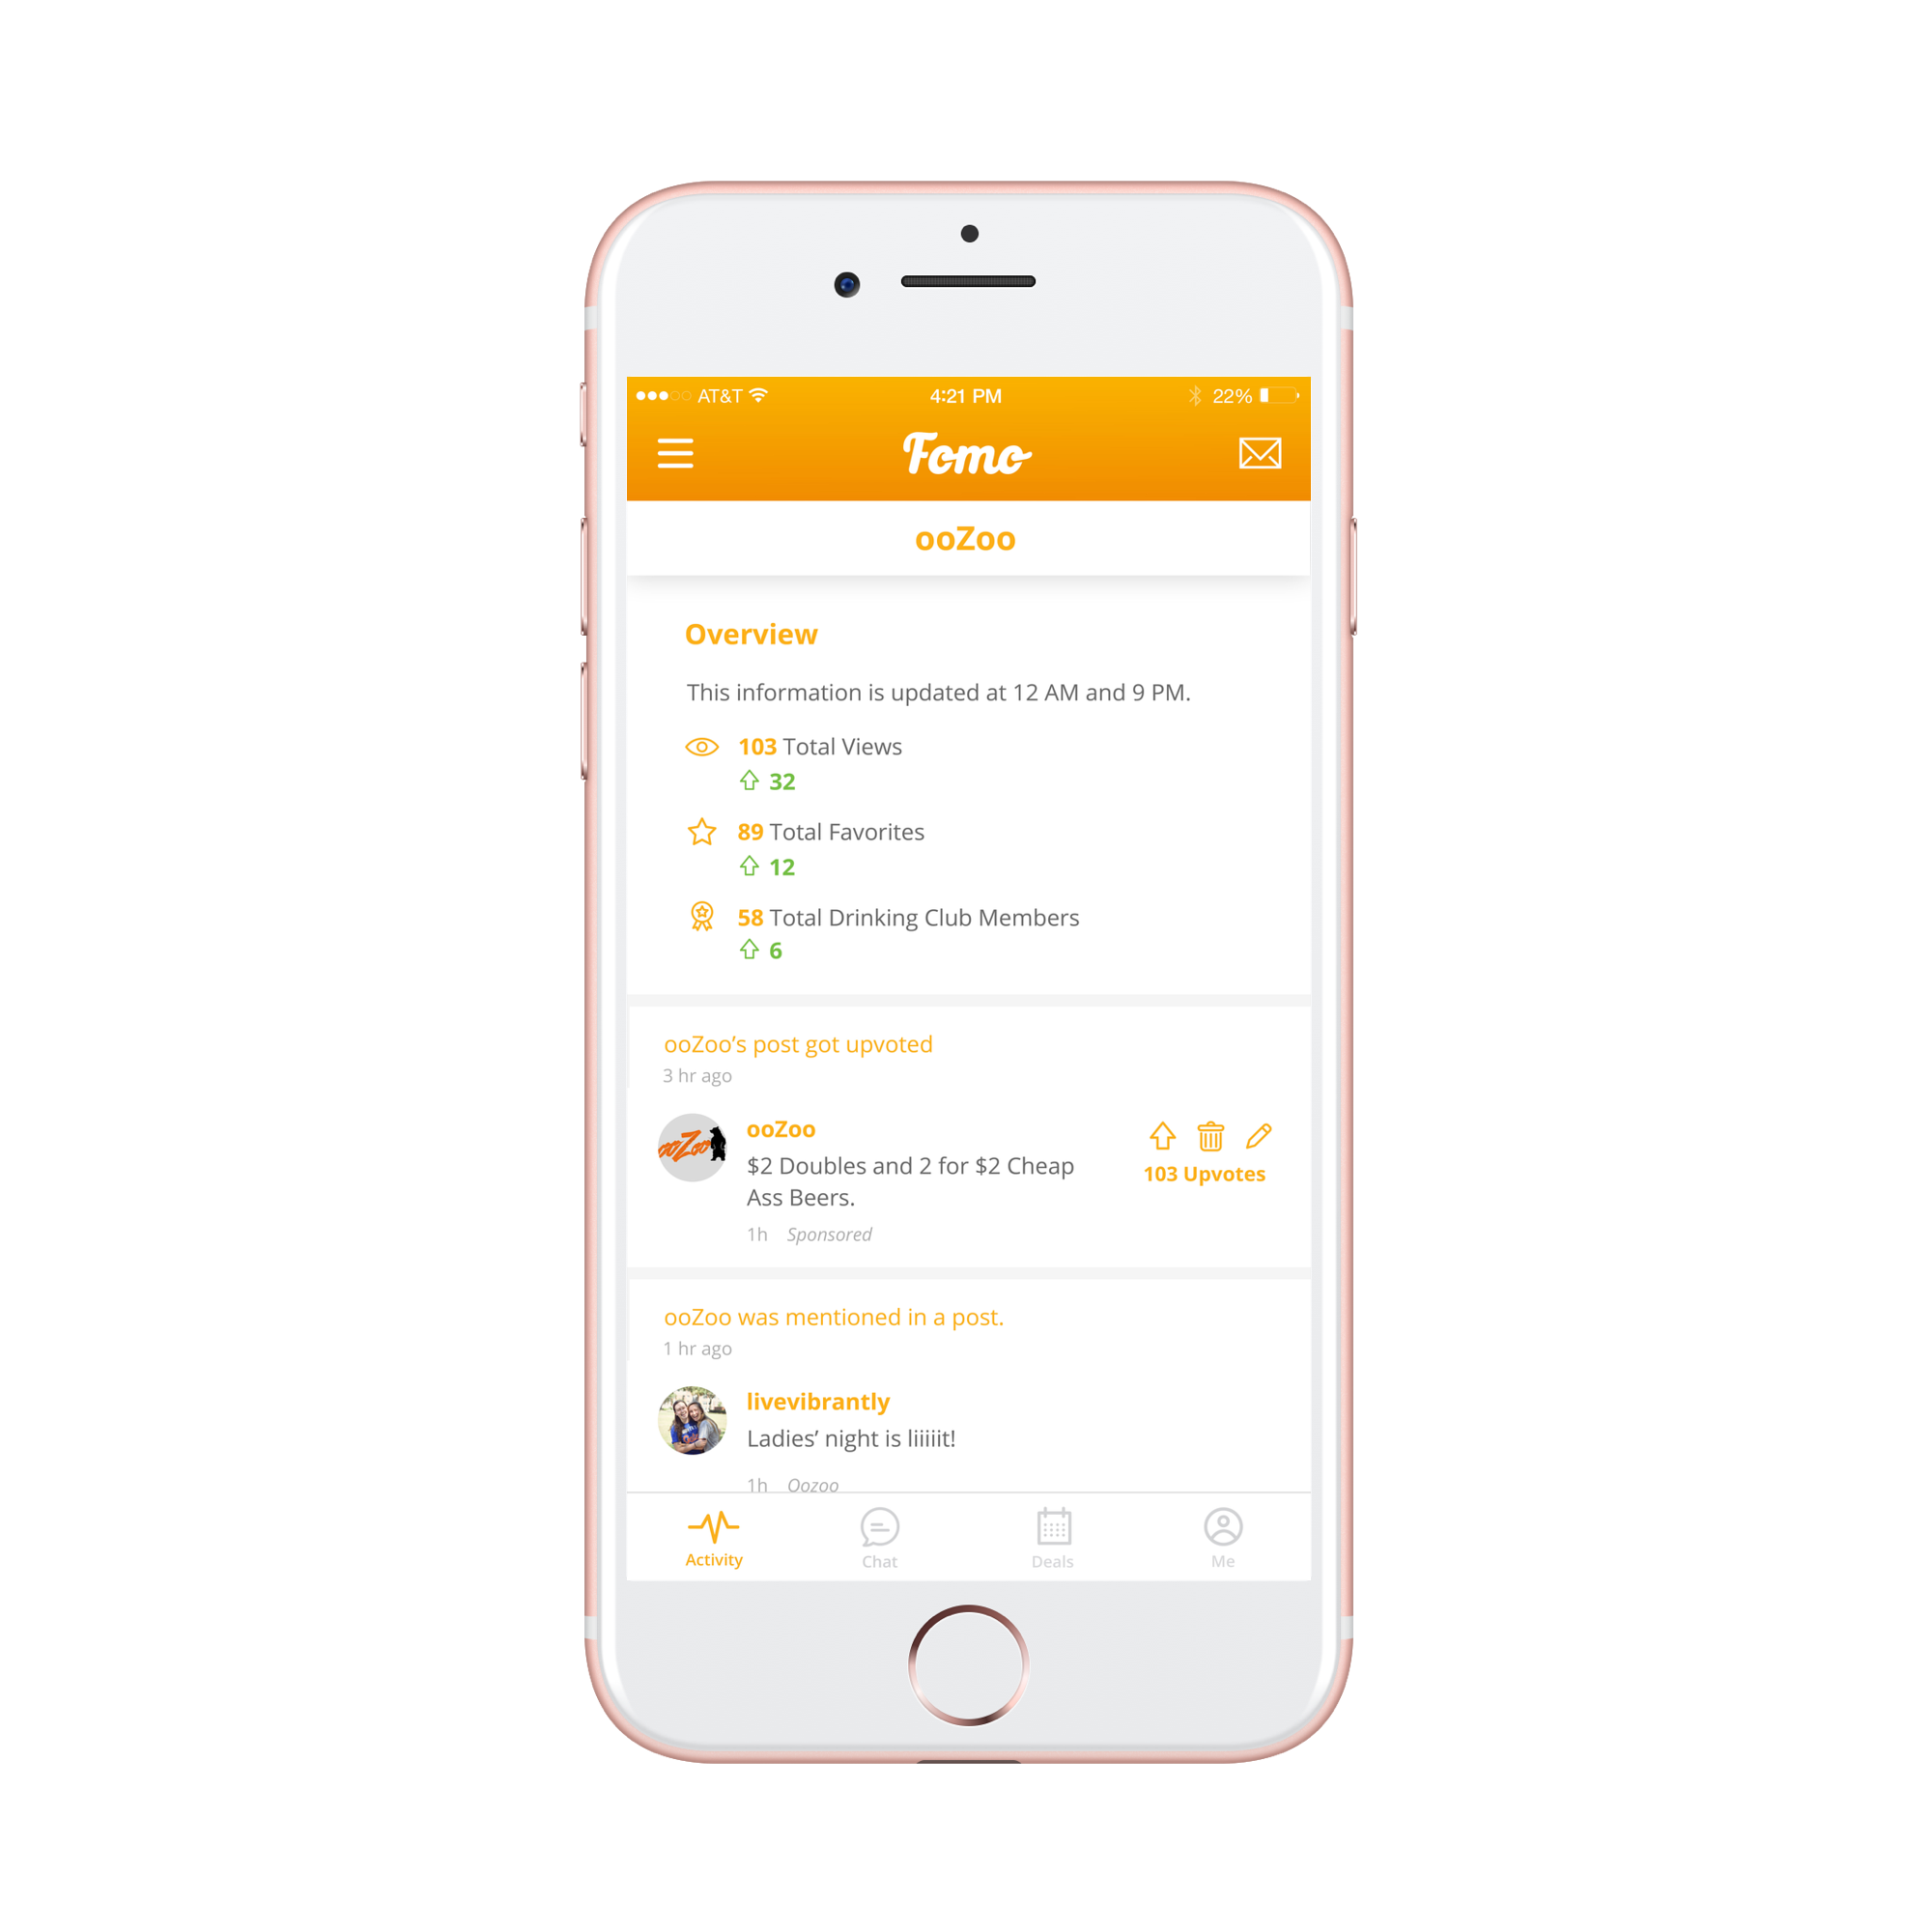 AT&T 4:21 PM 22%
Fomo
ooZoo
Overview
This information is updated at 12 AM and 9 PM.
103 Total Views
32
89 Total Favorites
12
58 Total Drinking Club Members
6
ooZoo’s post got upvoted
3 hr ago
ooZoo
ooZoo
$2 Doubles and 2 for $2 Cheap
Ass Beers.
103 Upvotes
1h Sponsored
ooZoo was mentioned in a post.
1 hr ago
livevibrantly
Ladies’ night is liiiiit!
1h Oozoo
Activity Chat Deals Me